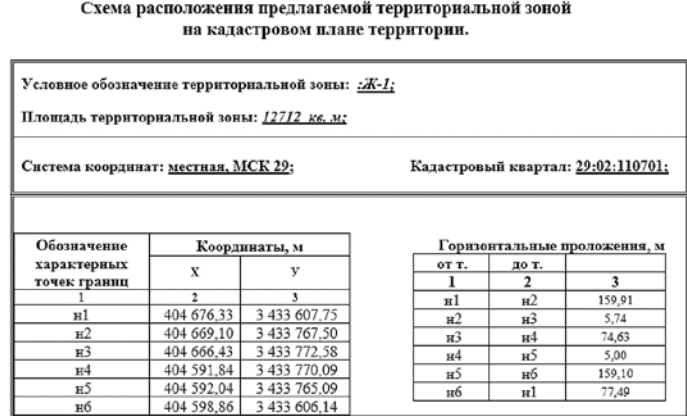 Схема расположения предлагаемой территориальной зоной
на кадастровом плане территории.
Условное обозначение территориальной зоны: :Ж-1;
Площадь территориальной зоны: 12712 кв. м;
Система координат: местная, МСК 29; Кадастровый квартал: 29:02:110701;
Обозначение характерных точек границ Координаты, м
X У
1 2 3
н1 404 676,33 3 433 607,75
н2 404 669,10 3 433 767,50
н3 404 666,43 3 433 772,58
н4 404 591,84 3 433 770,09
н5 404 592,04 3 433 765,09
н6 404 598,86 3 433 606,14
Горизонтальные проложения, м
от т. до т.
1 2 3
н1 н2 159,91
н2 н3 5,74
н3 н4 74,63
н4 н5 5,00
н5 н6 159,10
н6 н1 77,49